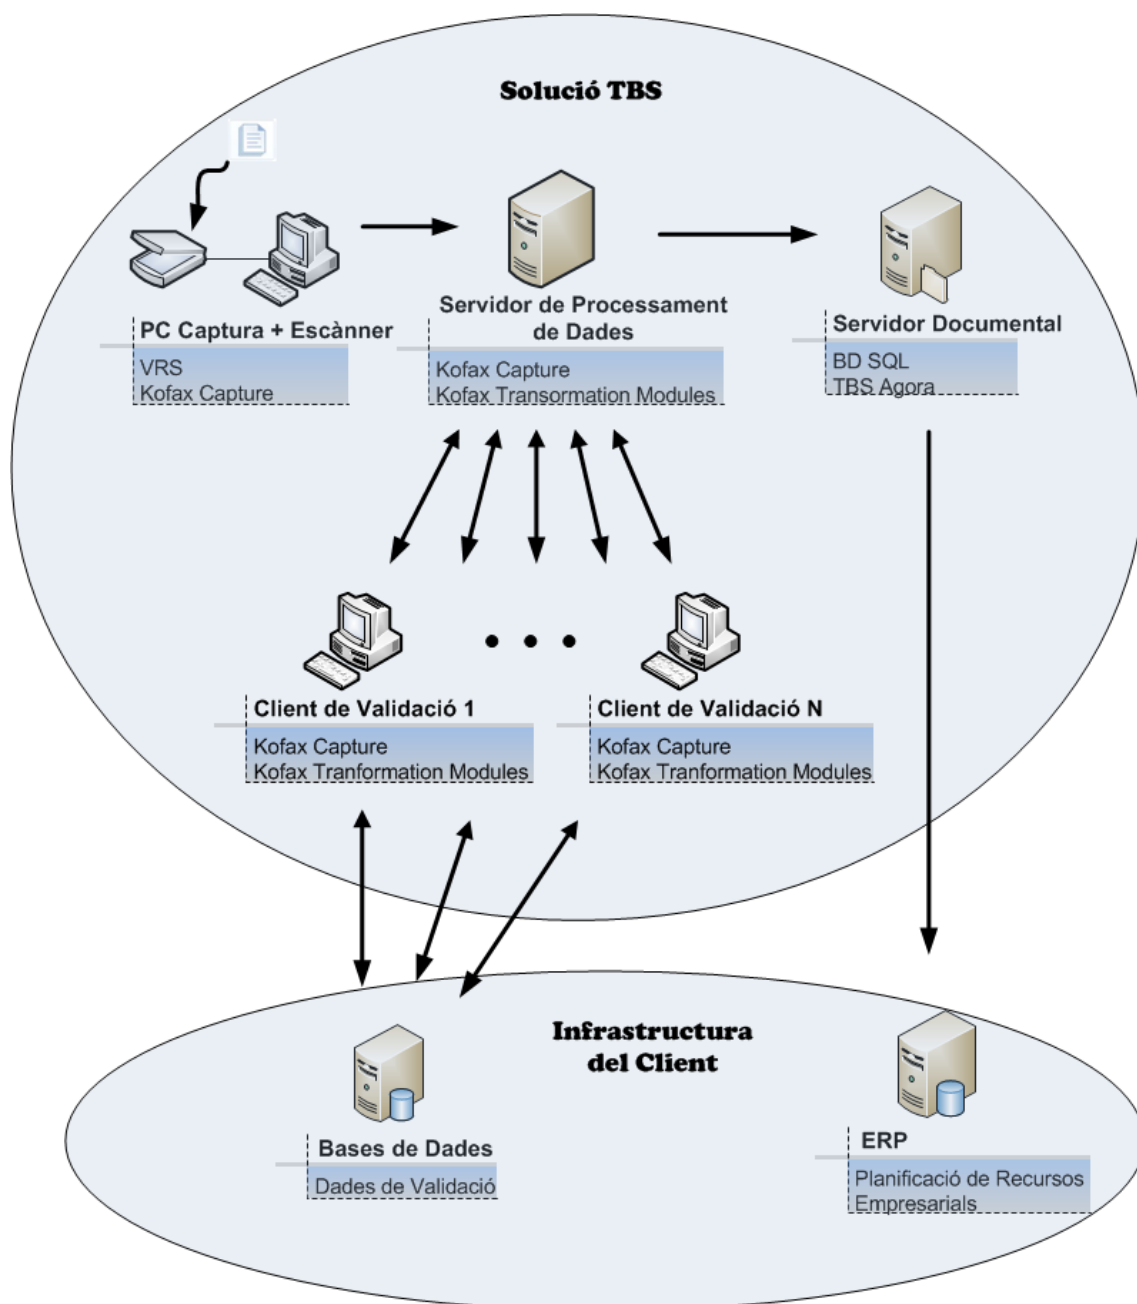 Solució TBS
PC Captura + Escànner
VRS
Kofax Capture
Servidor de Processament
de Dades
Kofax Capture
Kofax Transormation Modules
Servidor Documental
BD SQL
TBS Agora
Client de Validació 1
Kofax Capture
Kofax Tranformation Modules
Client de Validació N
Kofax Capture
Kofax Tranformation Modules
Infrastructura
del Client
Bases de Dades
Dades de Validació
ERP
Planificació de Recursos
Empresarials